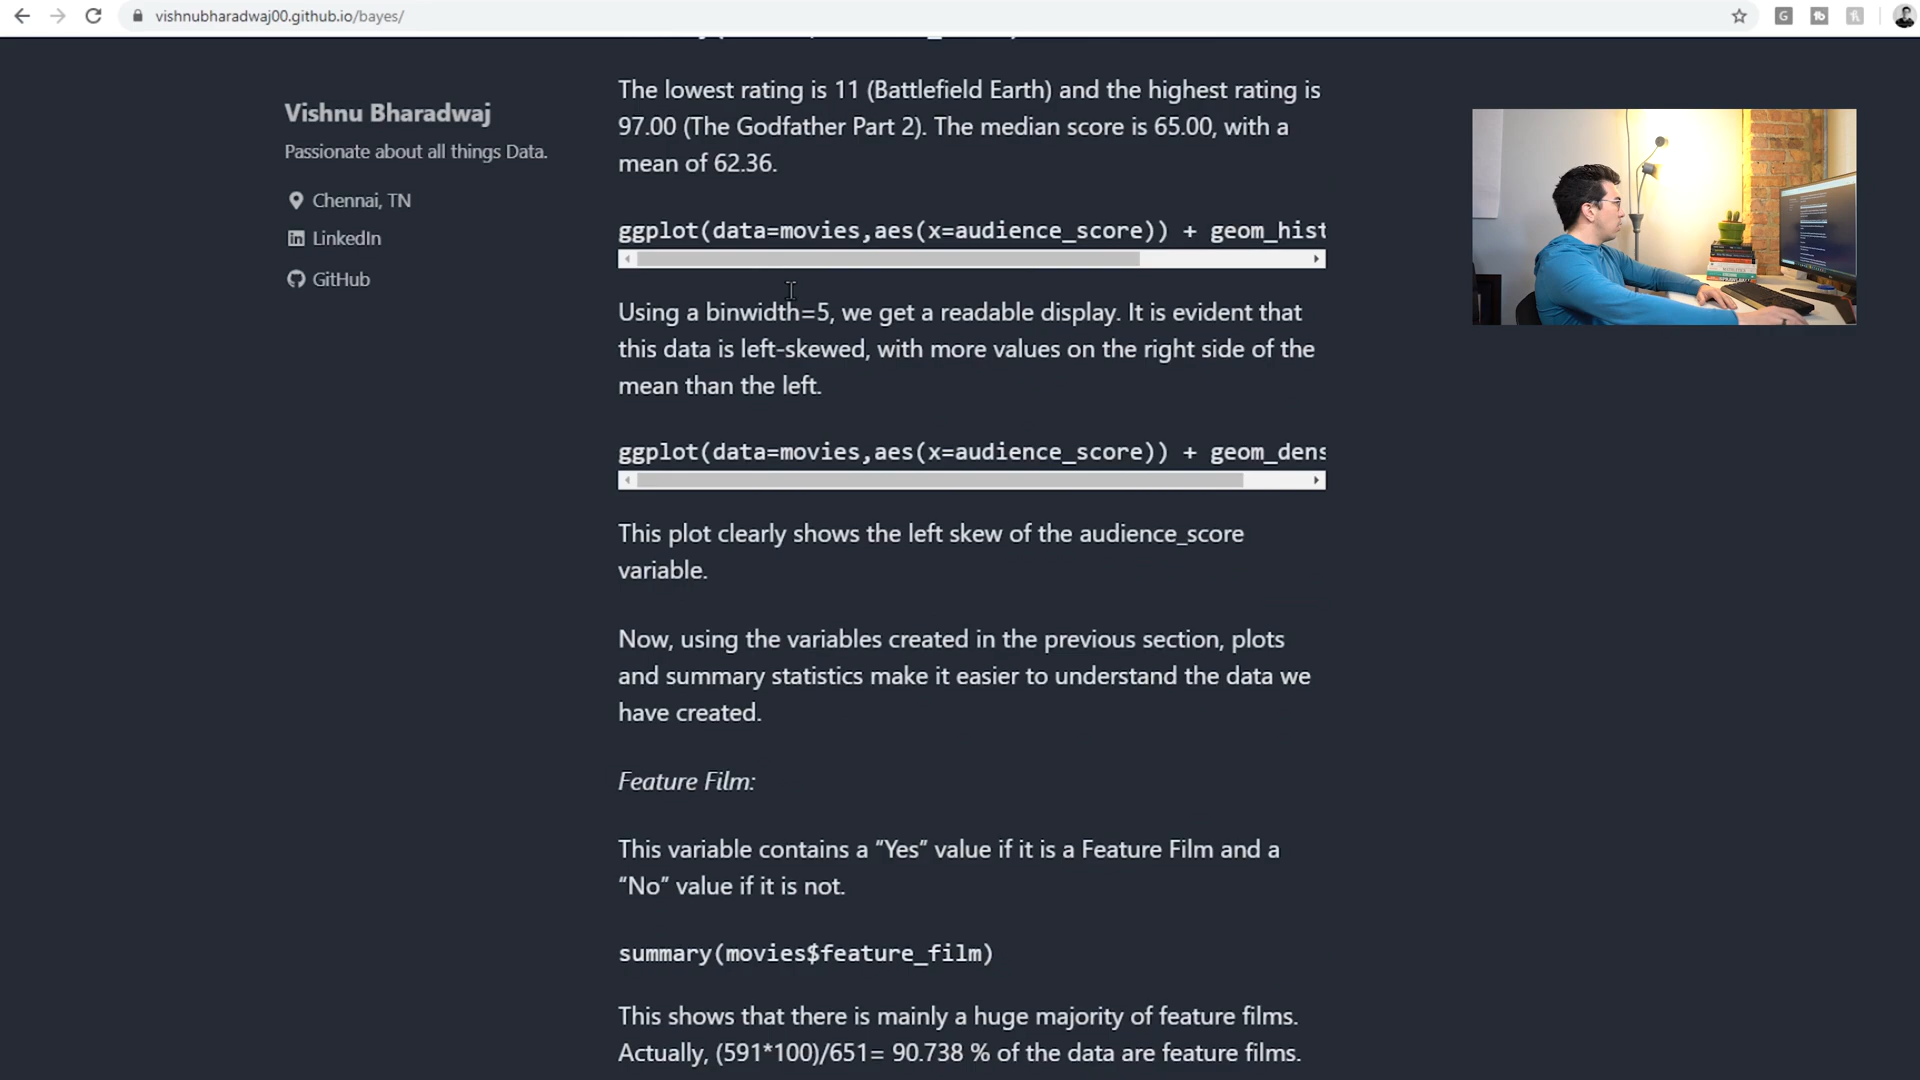 vishnubharadwaj00.github.io/bayes/
Vishnu Bharadwaj
Passionate about all things Data.
Chennai, TN
LinkedIn
GitHub
The lowest rating is 11 (Battlefield Earth) and the highest rating is
97.00 (The Godfather Part 2). The median score is 65.00, with a
mean of 62.36.
ggplot(data=movies,aes(x=audience_score)) + geom_hist
Using a binwidth=5, we get a readable display. It is evident that
this data is left-skewed, with more values on the right side of the
mean than the left.
ggplot(data=movies,aes(x=audience_score)) + geom_dens
This plot clearly shows the left skew of the audience_score
variable.
Now, using the variables created in the previous section, plots
and summary statistics make it easier to understand the data we
have created.
Feature Film:
This variable contains a “Yes” value if it is a Feature Film and a
“No” value if it is not.
summary(movies$feature_film)
This shows that there is mainly a huge majority of feature films.
Actually, (591*100)/651= 90.738 % of the data are feature films.